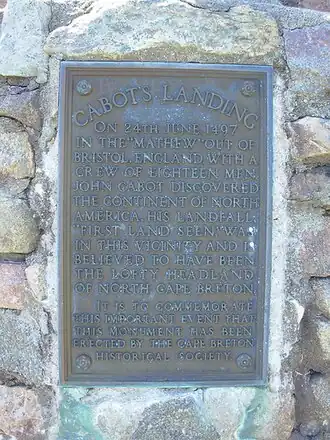 CABOT'S LANDING
ON 24TH JUNE 1497
IN THE "MATHEW" OUT OF
BRISTOL, ENGLAND, WITH A
CREW OF EIGHTEEN MEN,
JOHN CABOT DISCOVERED
THE CONTINENT OF NORTH
AMERICA. HIS LANDFALL:
"FIRST LAND SEEN" WAS
IN THIS VICINITY AND IS
BELIEVED TO HAVE BEEN
THE LOFTY HEADLAND
OF NORTH CAPE BRETON.
IT IS TO COMMEMORATE
THIS IMPORTANT EVENT THAT
THIS MONUMENT HAS BEEN
ERECTED BY THE CAPE BRETON
HISTORICAL SOCIETY.